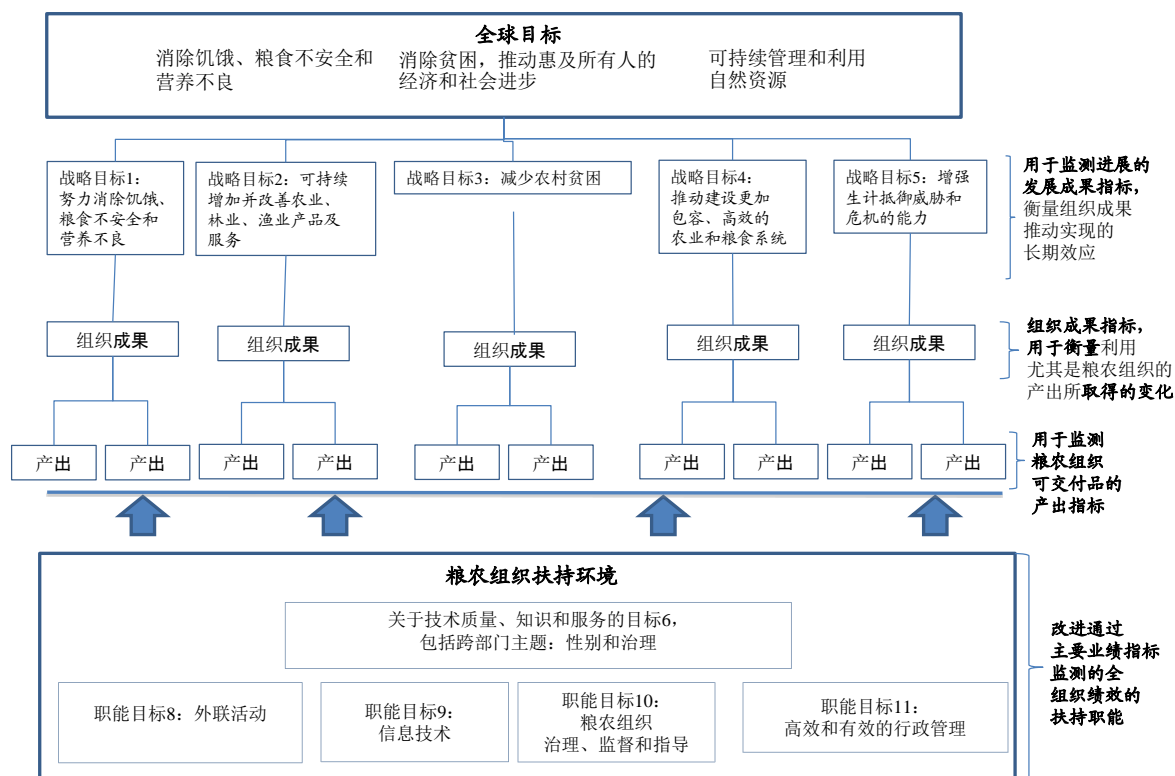 全球目标
消除饥饿、粮食不安全和
营养不良
消除贫困，推动惠及所有人的
经济和社会进步
可持续管理和利用
自然资源
战略目标1：
努力消除饥饿、
粮食不安全和
营养不良
战略目标2：可持续
增加并改善农业、
林业、渔业产品及
服务
战略目标3：减少农村贫困
战略目标4：
推动建设更加
包容、高效的
农业和粮食系统
战略目标5：增强
生计抵御威胁和
危机的能力
用于监测进展的
发展成果指标，
衡量组织成果
推动实现的
长期效应
组织成果
组织成果
组织成果
组织成果
组织成果
组织成果指标，
用于衡量利用
尤其是粮农组织的
产出所取得的变化
产出
产出
产出
产出
产出
产出
产出
产出
产出
产出
用于监测
粮农组织
可交付品的
产出指标
粮农组织扶持环境
关于技术质量、知识和服务的目标6，
包括跨部门主题：性别和治理
职能目标8：外联活动
职能目标9：
信息技术
职能目标10：
粮农组织
治理、监督和指导
职能目标11：
高效和有效的行政管理
改进通过
主要业绩指标
监测的全
组织绩效的
扶持职能